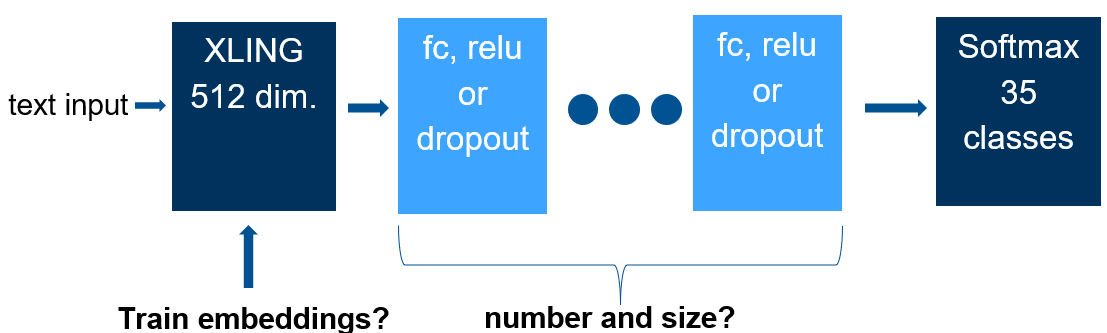 text input
XLING
512 dim.
fc, relu
or
dropout
fc, relu
or
dropout
Softmax
35
classes
Train embeddings?
number and size?